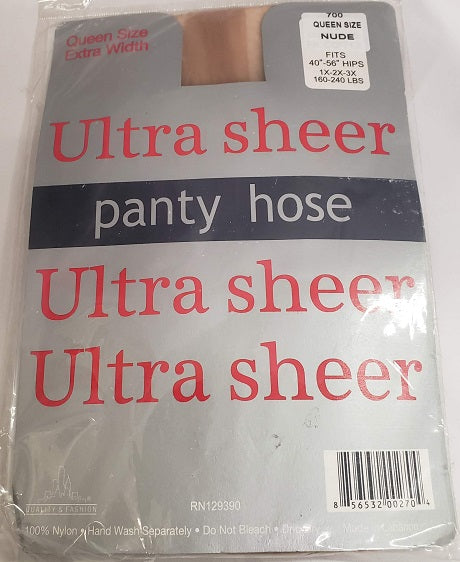 Queen Size
Extra Width
700
QUEEN SIZE
NUDE
FITS
40"-56" HIPS
1X-2X-3X
160-240 LBS
Ultra sheer
panty hose
Ultra sheer
Ultra sheer
QUALITY & FASHION
RN129390
8 56532 00270 4
100% Nylon • Hand Wash Separately • Do Not Bleach • Made Lebanon